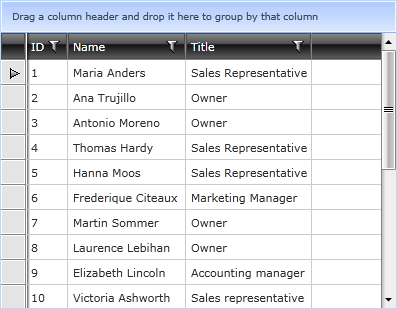 Drag a column header and drop it here to group by that column
ID Name Title
1 Maria Anders Sales Representative
2 Ana Trujillo Owner
3 Antonio Moreno Owner
4 Thomas Hardy Sales Representative
5 Hanna Moos Sales Representative
6 Frederique Citeaux Marketing Manager
7 Martin Sommer Owner
8 Laurence Lebihan Owner
9 Elizabeth Lincoln Accounting manager
10 Victoria Ashworth Sales representative